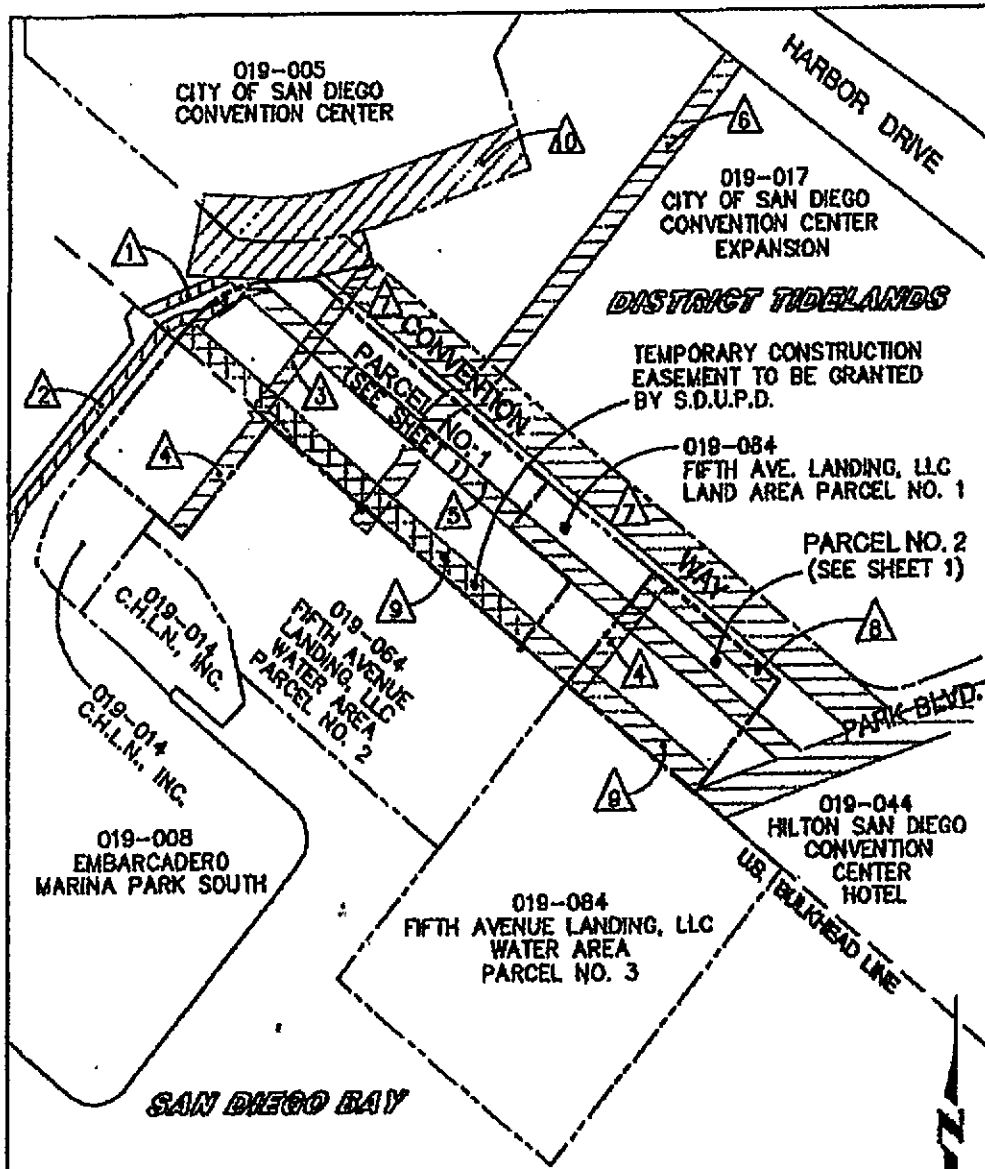 019-005
CITY OF SAN DIEGO
CONVENTION CENTER
HARBOR DRIVE
10
6
019-017
CITY OF SAN DIEGO
CONVENTION CENTER
EXPANSION
1
DISTRICT TIDELANDS
7
CONVENTION
WAY
TEMPORARY CONSTRUCTION
EASEMENT TO BE GRANTED
BY S.D.U.P.D.
2
3
PARCEL NO. 1
(SEE SHEET 1)
019-064
FIFTH AVE. LANDING, LLC
LAND AREA PARCEL NO. 1
4
5
7
PARCEL NO. 2
(SEE SHEET 1)
9
8
019-014
C.H.L.N., INC.
019-064
FIFTH AVENUE
LANDING, LLC
WATER AREA
PARCEL NO. 2
4
PARK BLVD.
019-014
C.H.L.N., INC.
9
019-044
HILTON SAN DIEGO
CONVENTION
CENTER
HOTEL
019-008
EMBARCADERO
MARINA PARK SOUTH
U.S. BULKHEAD LINE
019-064
FIFTH AVENUE LANDING, LLC
WATER AREA
PARCEL NO. 3
SAN DIEGO BAY
N